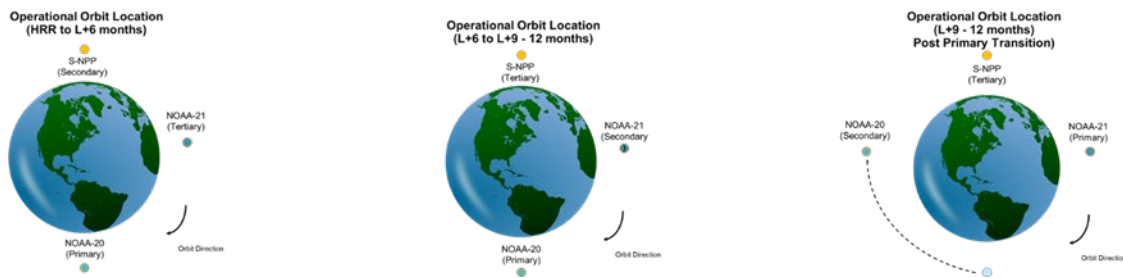 Operational Orbit Location
(HRR to L+6 months)
S-NPP
(Secondary)
NOAA-21
(Tertiary)
NOAA-20
(Primary)
Orbit Direction
Operational Orbit Location
(L+6 to L+9 - 12 months)
S-NPP
(Tertiary)
NOAA-21
(Secondary
NOAA-20
(Primary)
Orbit Direction
Operational Orbit Location
(L+9 - 12 months)
Post Primary Transition)
S-NPP
(Tertiary)
NOAA-20
(Secondary)
NOAA-21
(Primary)
Orbit Direction